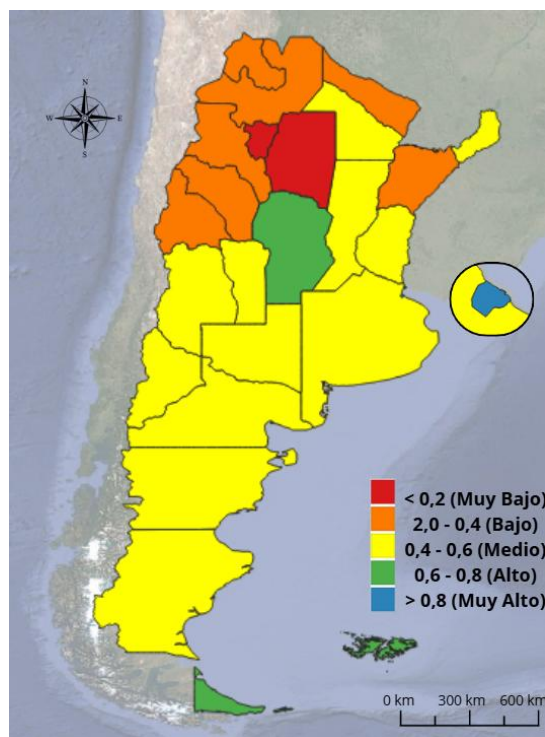 N
W E
S
< 0,2 (Muy Bajo)
2,0 - 0,4 (Bajo)
0,4 - 0,6 (Medio)
0,6 - 0,8 (Alto)
> 0,8 (Muy Alto)
0 km 300 km 600 km